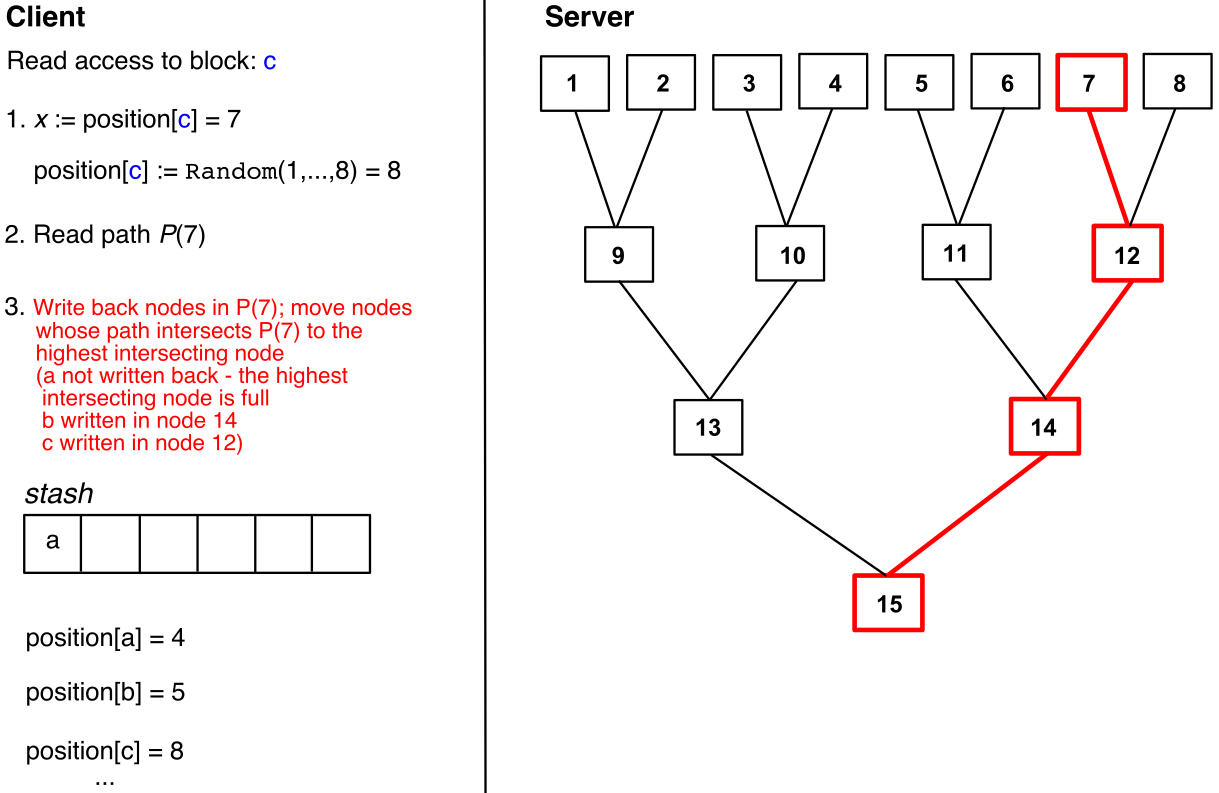 Client
Read access to block: c
1. x := position[c] = 7
position[c] := Random(1,...,8) = 8
2. Read path P(7)
3. Write back nodes in P(7); move nodes
whose path intersects P(7) to the
highest intersecting node
(a not written back - the highest
intersecting node is full
b written in node 14
c written in node 12)
stash
a
position[a] = 4
position[b] = 5
position[c] = 8
...
Server
1 2 3 4 5 6 7 8
9 10 11 12
13 14
15